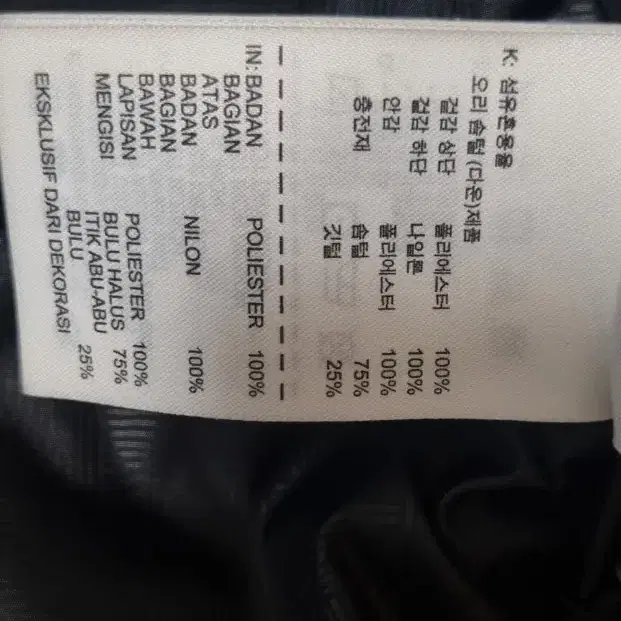 K: 섬유혼용율
오리 솜털 (다운)제품
겉감 상단 폴리에스터 100%
겉감 하단 나일론 100%
안감 폴리에스터 100%
충전재 솜털 75%
깃털 25%
IN: BADAN POLIESTER 100%
BAGIAN
ATAS
BADAN NILON 100%
BAGIAN
BAWAH
LAPISAN POLIESTER 100%
MENGISI BULU HALUS 75%
ITIK ABU-ABU
BULU 25%
EKSKLUSIF DARI DEKORASI